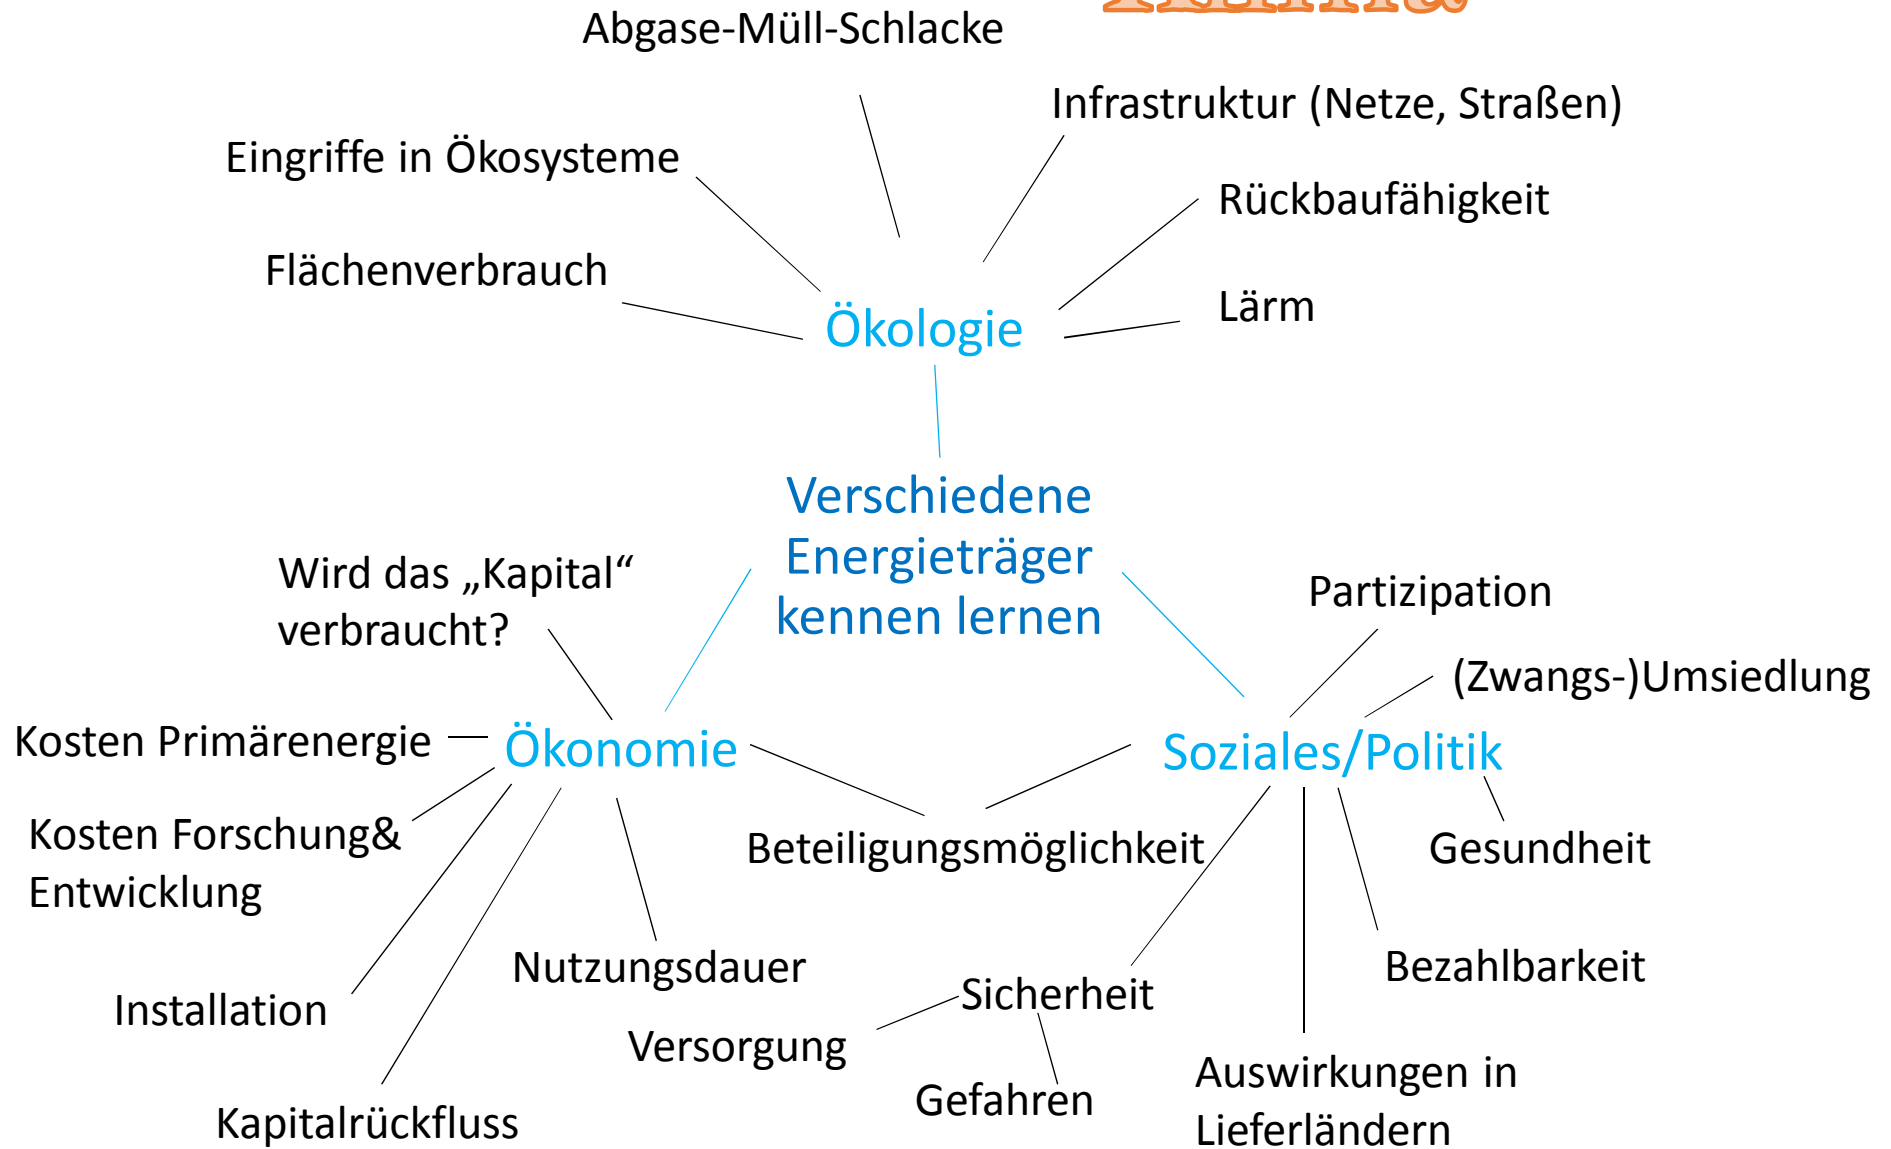 Abgase-Müll-Schlacke
Infrastruktur (Netze, Straßen)
Eingriffe in Ökosysteme
Rückbaufähigkeit
Flächenverbrauch
Lärm
Ökologie
Verschiedene
Energieträger
kennen lernen
Wird das „Kapital“
verbraucht?
Partizipation
(Zwangs-)Umsiedlung
Kosten Primärenergie
Ökonomie
Soziales/Politik
Kosten Forschung&
Entwicklung
Beteiligungsmöglichkeit
Gesundheit
Nutzungsdauer
Bezahlbarkeit
Sicherheit
Installation
Versorgung
Gefahren
Auswirkungen in
Lieferländern
Kapitalrückfluss